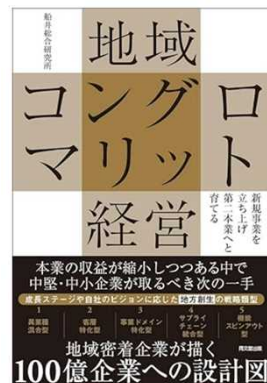 船井総合研究所
地域
コングロ
マリット
経営
新規事業を
立ち上げ
第二本業へと
育てる
本業の収益が縮小しつつある中で
中堅・中小企業が取るべき次の一手
成長ステージや自社のビジョンに応じた地方創生の戦略類型
1 異業種混合型
2 客層特化型
3 事業ドメイン特化型
4 サプライチェーン統合型
5 機能スピンアウト型
地域密着企業が描く
100億企業への設計図
同文舘出版